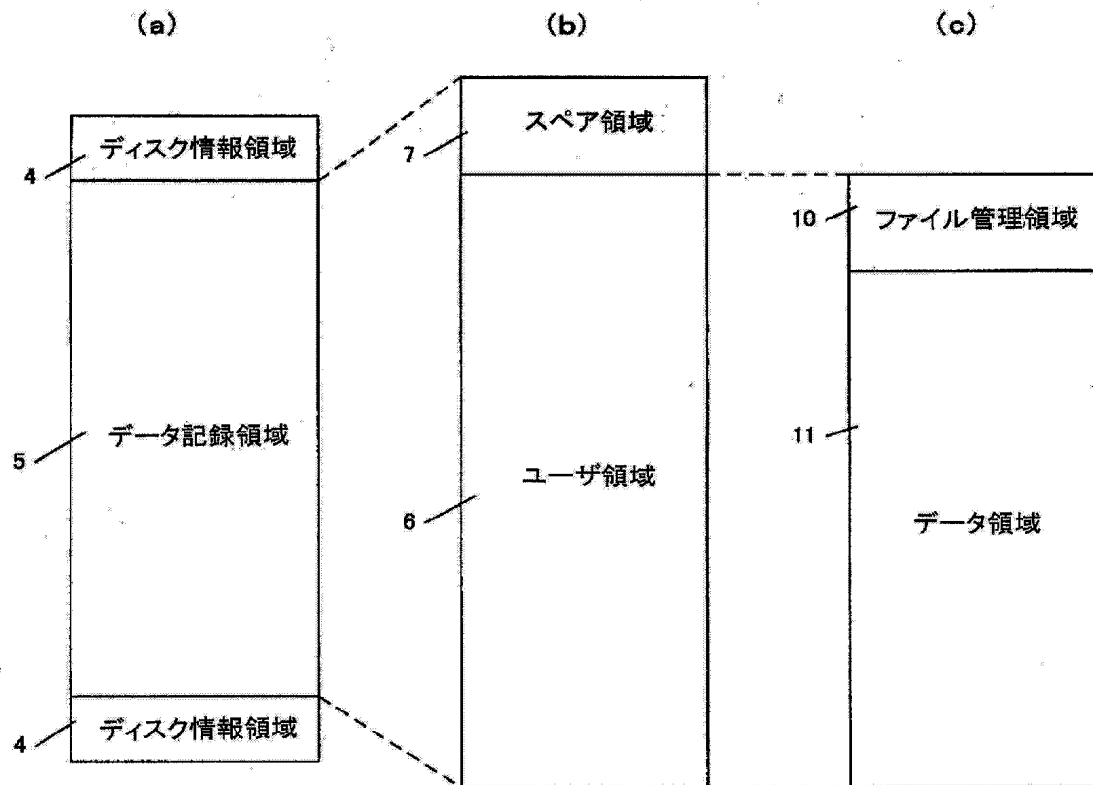 (a)
(b)
(c)
4
ディスク情報領域
5
データ記録領域
4
ディスク情報領域
7
スペア領域
6
ユーザ領域
10
ファイル管理領域
11
データ領域